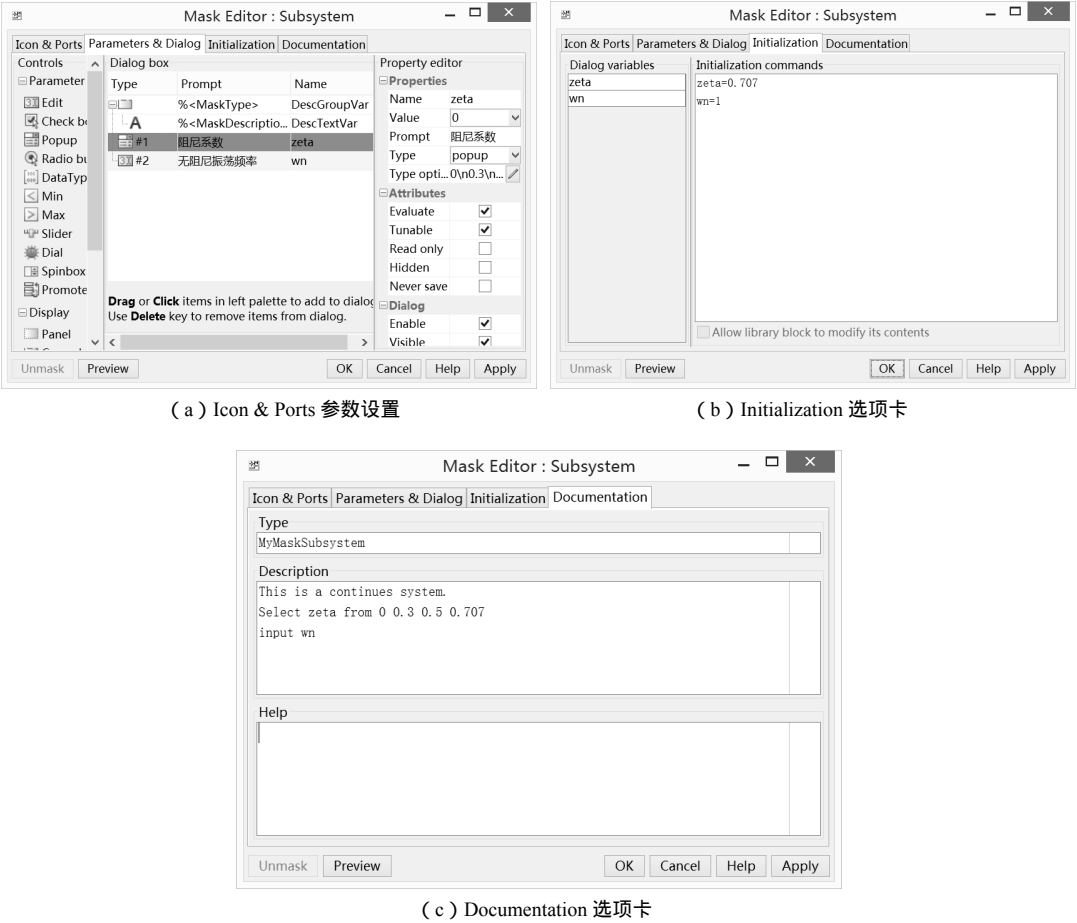 Mask Editor : Subsystem
Icon & Ports Parameters & Dialog Initialization Documentation
Controls
Parameter
Edit
Check
Popup
Radio
DataTyp
Min
Max
Slider
Dial
Spinbox
Promote
Display
Panel
Dialog box
Type Prompt Name
%<MaskType> DescGroupVar
A %<MaskDescriptio... DescTextVar
#1 阻尼系数 zeta
#2 无阻尼振荡频率 wn
Drag or Click items in left palette to add to dialog
Use Delete key to remove items from dialog.
Property editor
Properties
Name zeta
Value 0
Prompt 阻尼系数
Type popup
Type opti... 0\n0.3\n...
Attributes
Evaluate
Tunable
Read only
Hidden
Never save
Dialog
Enable
Visible
Unmask Preview OK Cancel Help Apply
(a) Icon & Ports 参数设置
Mask Editor : Subsystem
Icon & Ports Parameters & Dialog Initialization Documentation
Dialog variables
zeta
wn
Initialization commands
zeta=0.707
wn=1
Allow library block to modify its contents
Unmask Preview OK Cancel Help Apply
(b) Initialization 选项卡
Mask Editor : Subsystem
Icon & Ports Parameters & Dialog Initialization Documentation
Type
MyMaskSubsystem
Description
This is a continues system.
Select zeta from 0 0.3 0.5 0.707
input wn
Help
Unmask Preview OK Cancel Help Apply
(c) Documentation 选项卡